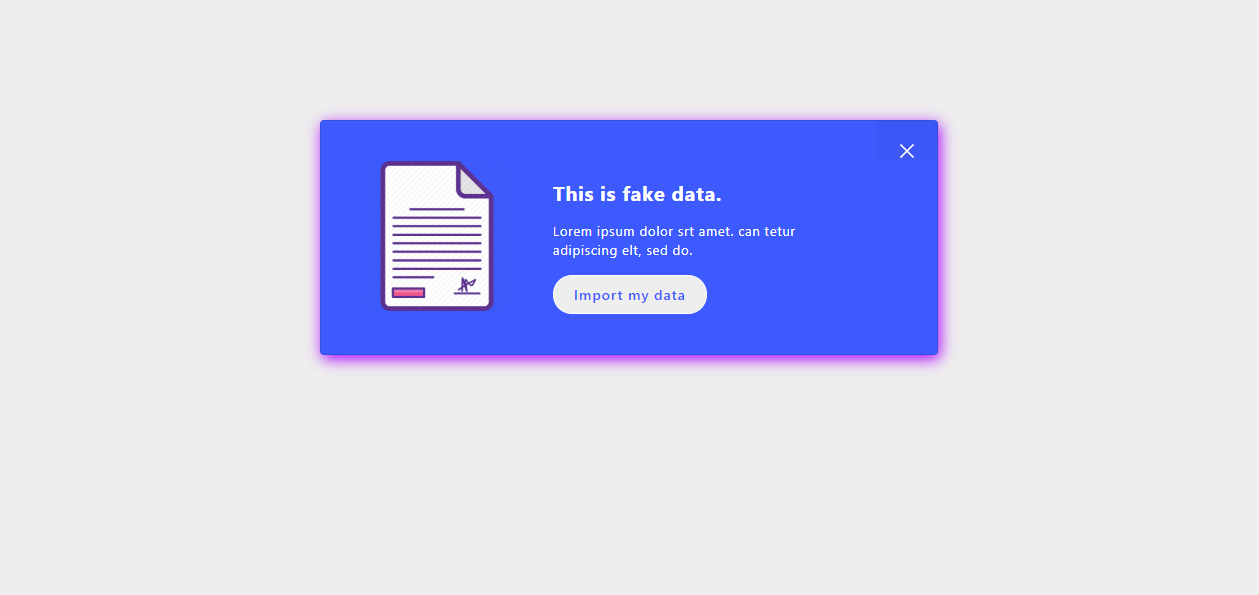 This is fake data.
Lorem ipsum dolor srt amet. can tetur
adipiscing elt, sed do.
Import my data